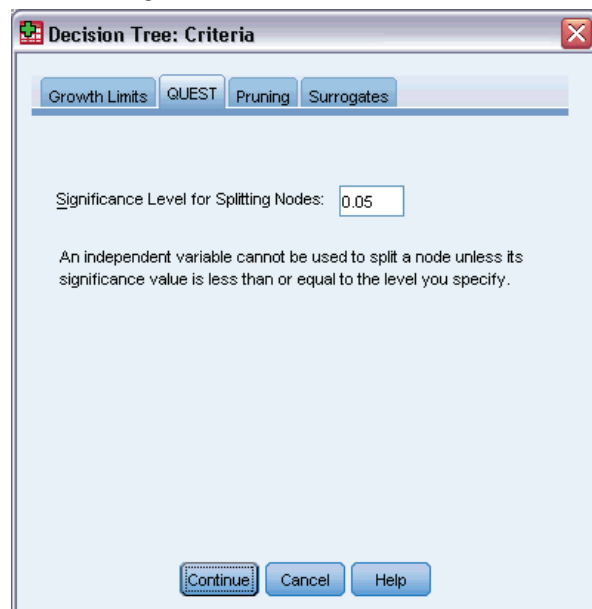 Decision Tree: Criteria
Growth Limits QUEST Pruning Surrogates
Significance Level for Splitting Nodes: 0.05
An independent variable cannot be used to split a node unless its
significance value is less than or equal to the level you specify.
Continue Cancel Help